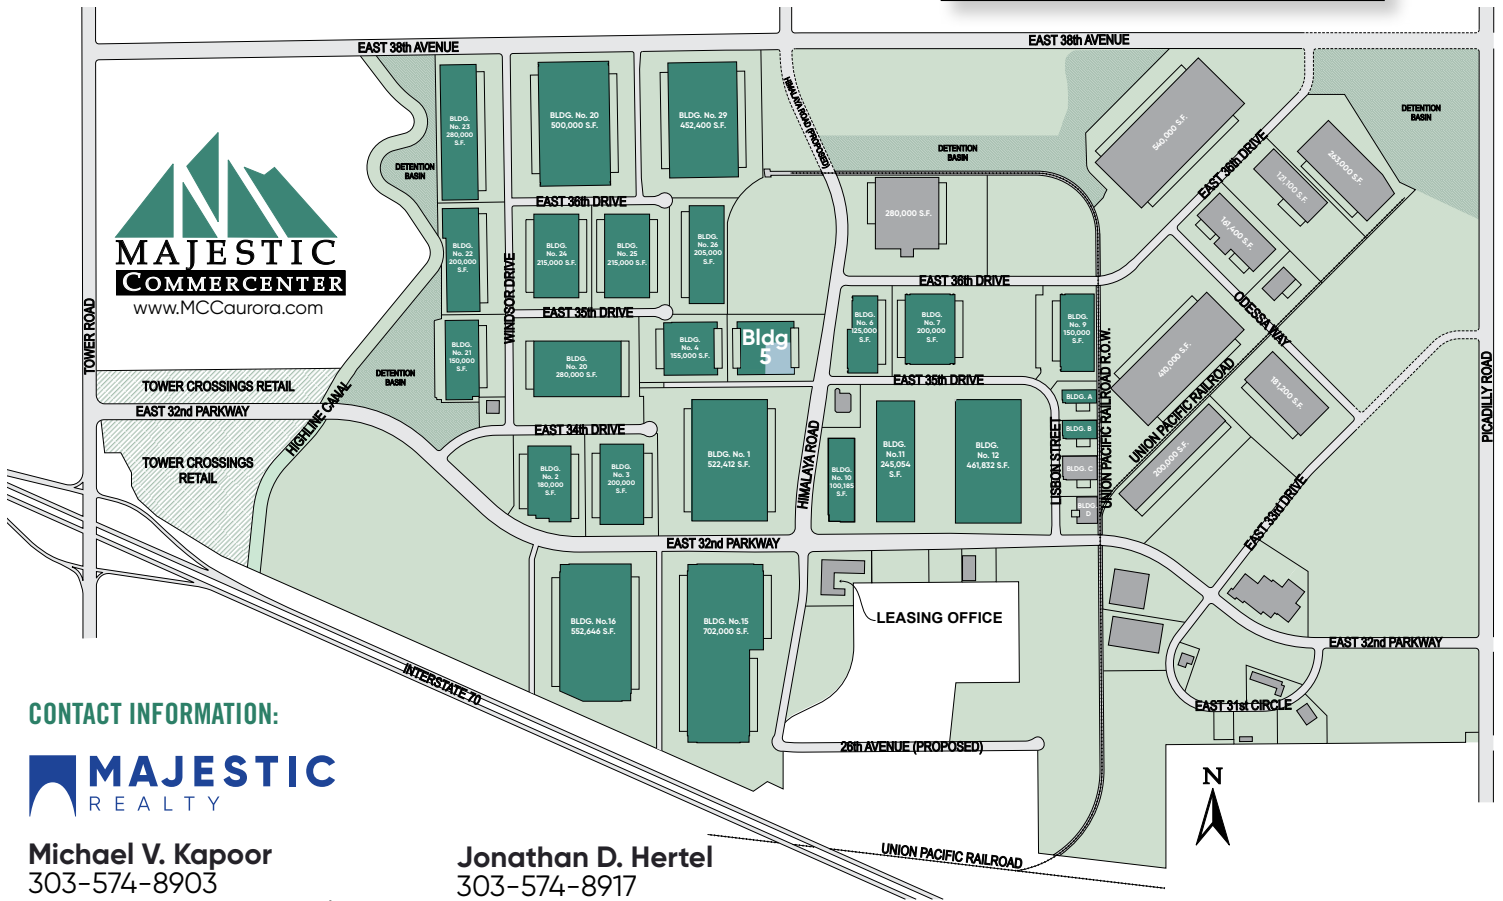 EAST 38th AVENUE
EAST 38th AVENUE
TOWER ROAD
MAJESTIC
COMMERCENTER
www.MCCaurora.com
BLDG.
No. 23
280,000
S.F.
BLDG. No. 20
500,000 S.F.
BLDG. No. 29
452,400 S.F.
HIMALAYA ROAD (PROPOSED)
DETENTION
BASIN
DETENTION
BASIN
DETENTION
BASIN
540,000 S.F.
EAST 36th DRIVE
263,000 S.F.
121,100 S.F.
161,400 S.F.
280,000 S.F.
EAST 36th DRIVE
BLDG.
No. 22
200,000
S.F.
WINDSOR DRIVE
BLDG.
No. 24
215,000 S.F.
BLDG.
No. 25
215,000 S.F.
BLDG.
No. 26
205,000
S.F.
EAST 36th DRIVE
EAST 35th DRIVE
ODESSA WAY
BLDG.
No. 21
150,000
S.F.
BLDG.
No. 20
280,000 S.F.
BLDG.
No. 4
155,000 S.F.
Bldg
5
BLDG.
No. 6
125,000
S.F.
BLDG.
No. 7
200,000
S.F.
BLDG.
No. 9
150,000
S.F.
UNION PACIFIC RAILROAD R.O.W.
410,000 S.F.
UNION PACIFIC RAILROAD
181,200 S.F.
PICADILLY ROAD
DETENTION
BASIN
TOWER CROSSINGS RETAIL
EAST 32nd PARKWAY
HIGHLINE CANAL
TOWER CROSSINGS
RETAIL
EAST 35th DRIVE
BLDG. A
BLDG. B
BLDG. C
BLDG.
D
LISBON STREET
200,000 S.F.
EAST 33rd DRIVE
EAST 34th DRIVE
BLDG.
No. 2
180,000
S.F.
BLDG.
No. 3
200,000
S.F.
BLDG. No. 1
522,412 S.F.
HIMALAYA ROAD
BLDG.
No. 10
100,185
S.F.
BLDG.
No.11
245,054
S.F.
BLDG.
No. 12
461,832 S.F.
EAST 32nd PARKWAY
BLDG. No.16
552,646 S.F.
BLDG. No.15
702,000 S.F.
LEASING OFFICE
EAST 32nd PARKWAY
EAST 31st CIRCLE
INTERSTATE 70
26th AVENUE (PROPOSED)
UNION PACIFIC RAILROAD
N
CONTACT INFORMATION:
MAJESTIC
REALTY
Michael V. Kapoor
303-574-8903
Jonathan D. Hertel
303-574-8917